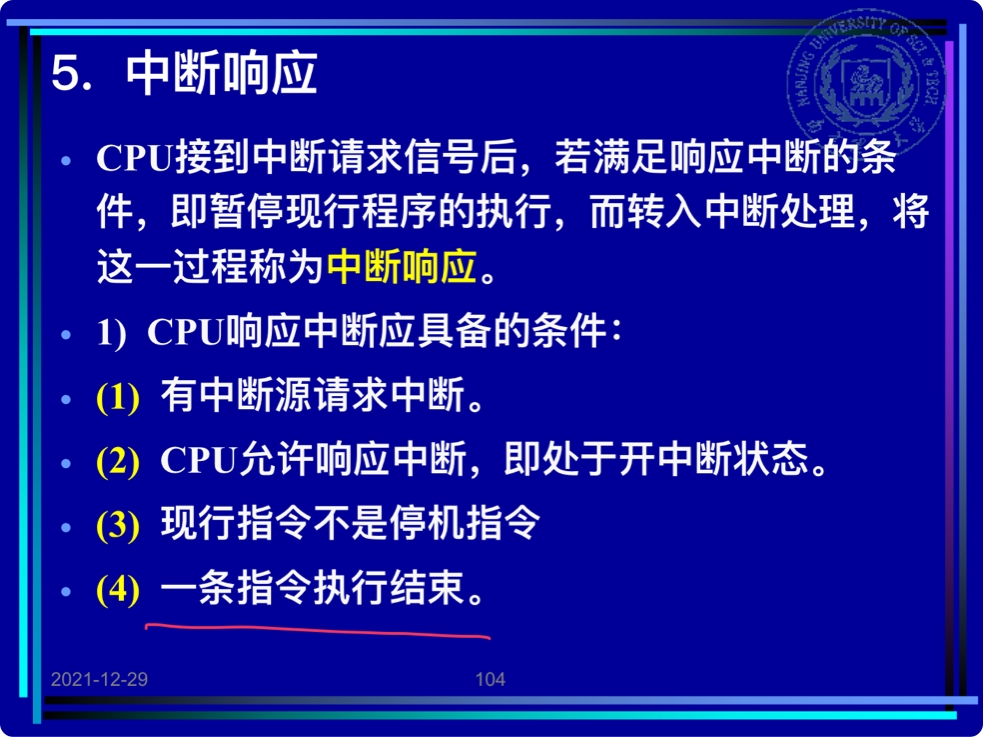 NANJING UNIVERSITY OF SCI. & TECH
5. 中断响应
• CPU接到中断请求信号后，若满足响应中断的条
件，即暂停现行程序的执行，而转入中断处理，将
这一过程称为中断响应。
• 1) CPU响应中断应具备的条件：
• (1) 有中断源请求中断。
• (2) CPU允许响应中断，即处于开中断状态。
• (3) 现行指令不是停机指令
• (4) 一条指令执行结束。
2021-12-29
104